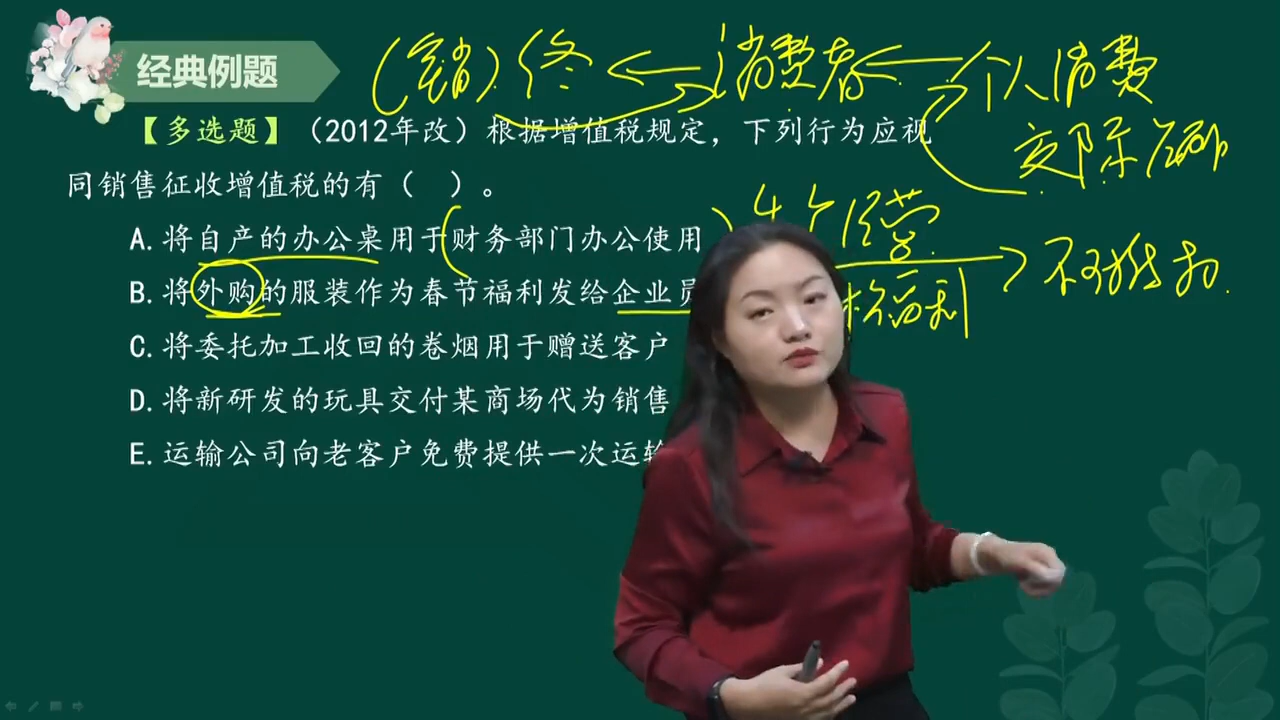 经典例题
(销)终 消费者 个人消费
交际应酬
【多选题】（2012年改）根据增值税规定，下列行为应视
同销售征收增值税的有（ ）。
A.将自产的办公桌用于财务部门办公使用
生产经营
B.将外购的服装作为春节福利发给企业员
福利
C.将委托加工收回的卷烟用于赠送客户
D.将新研发的玩具交付某商场代为销售
E.运输公司向老客户免费提供一次运输